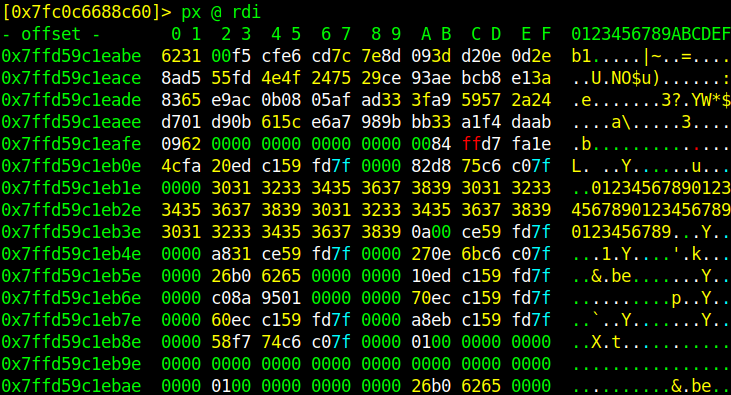 [0x7fc0c6688c60]> px @ rdi
- offset -       0 1  2 3  4 5  6 7  8 9  A B  C D  E F  0123456789ABCDEF
0x7ffd59c1eabe  6231 00f5 cfe6 cd7c 7e8d 093d d20e 0d2e  b1.....|~..=....
0x7ffd59c1eace  8ad5 55fd 4e4f 2475 29ce 93ae bcb8 e13a  ..U.NO$u)......:
0x7ffd59c1eade  8365 e9ac 0b08 05af ad33 3fa9 5957 2a24  .e.......3?.YW*$
0x7ffd59c1eaee  d701 d90b 615c e6a7 989b bb33 a1f4 daab  ....a\.....3....
0x7ffd59c1eafe  0962 0000 0000 0000 0000 0084 ffd7 fa1e  .b..............
0x7ffd59c1eb0e  4cfa 20ed c159 fd7f 0000 82d8 75c6 c07f  L. ..Y......u...
0x7ffd59c1eb1e  0000 3031 3233 3435 3637 3839 3031 3233  ..01234567890123
0x7ffd59c1eb2e  3435 3637 3839 3031 3233 3435 3637 3839  4567890123456789
0x7ffd59c1eb3e  3031 3233 3435 3637 3839 0a00 ce59 fd7f  0123456789...Y..
0x7ffd59c1eb4e  0000 a831 ce59 fd7f 0000 270e 6bc6 c07f  ...1.Y....'.k...
0x7ffd59c1eb5e  0000 26b0 6265 0000 0000 10ed c159 fd7f  ..&.be.......Y..
0x7ffd59c1eb6e  0000 c08a 9501 0000 0000 70ec c159 fd7f  ..........p..Y..
0x7ffd59c1eb7e  0000 60ec c159 fd7f 0000 a8eb c159 fd7f  ..`..Y.......Y..
0x7ffd59c1eb8e  0000 58f7 74c6 c07f 0000 0100 0000 0000  ..X.t...........
0x7ffd59c1eb9e  0000 0000 0000 0000 0000 0000 0000 0000  ................
0x7ffd59c1ebae  0000 0100 0000 0000 0000 26b0 6265 0000  ..........&.be..